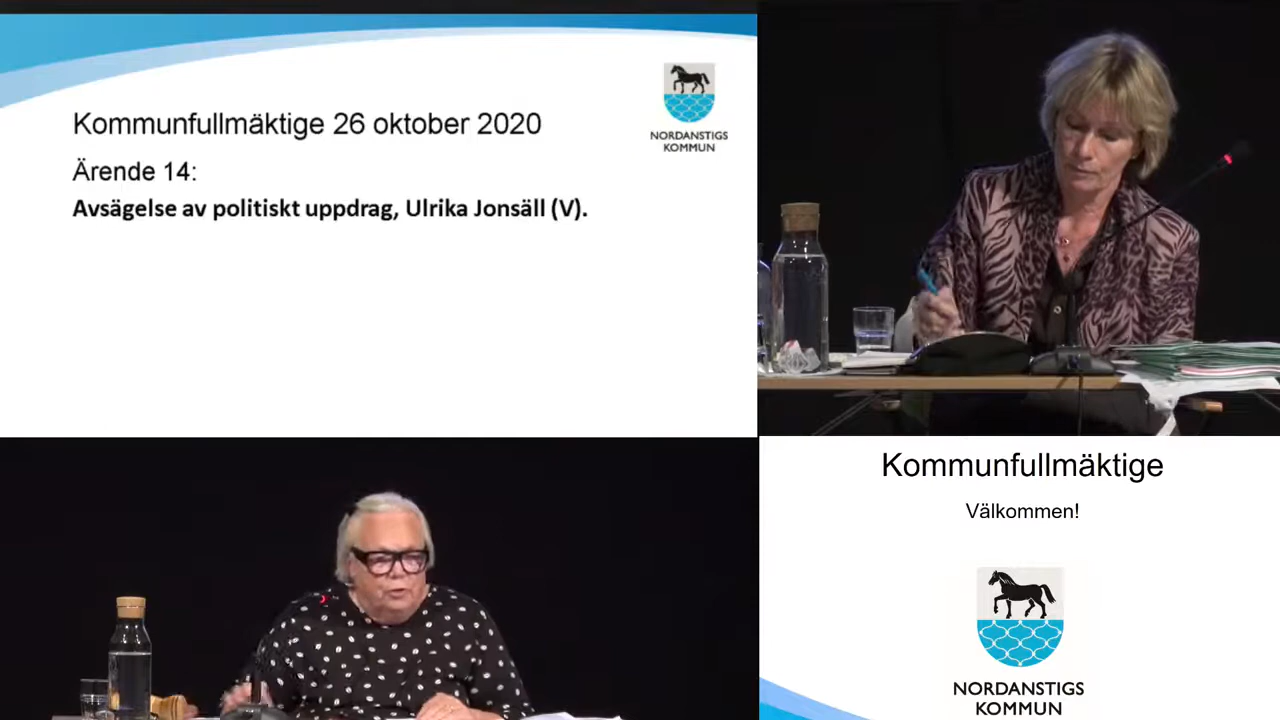 Kommunfullmäktige 26 oktober 2020
Ärende 14:
Avsägelse av politiskt uppdrag, Ulrika Jonsäll (V).
NORDANSTIGS
KOMMUN
Kommunfullmäktige
Välkommen!
NORDANSTIGS
KOMMUN